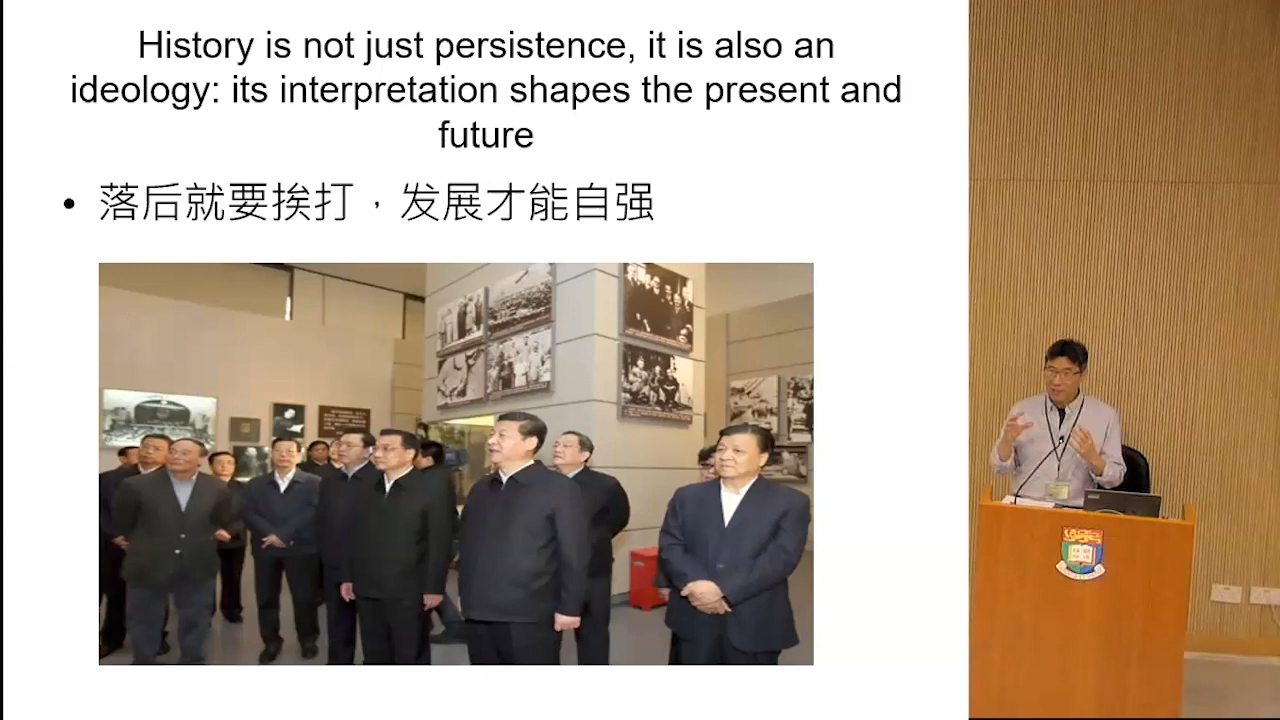 History is not just persistence, it is also an
ideology: its interpretation shapes the present and
future
• 落后就要挨打，发展才能自强